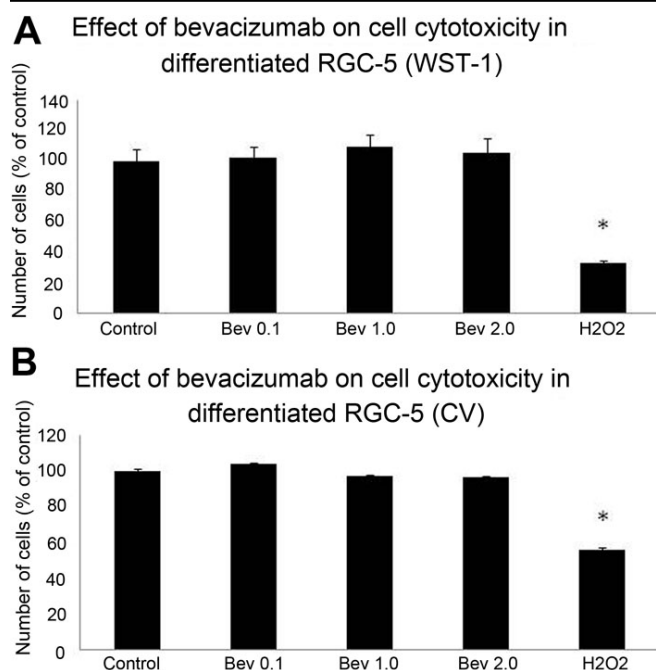 A
Effect of bevacizumab on cell cytotoxicity in
differentiated RGC-5 (WST-1)
Number of cells (% of control)
140
120
100
80
60
40
20
0
*
Control Bev 0.1 Bev 1.0 Bev 2.0 H2O2
B
Effect of bevacizumab on cell cytotoxicity in
differentiated RGC-5 (CV)
Number of cells (% of control)
120
100
80
60
40
20
0
*
Control Bev 0.1 Bev 1.0 Bev 2.0 H2O2